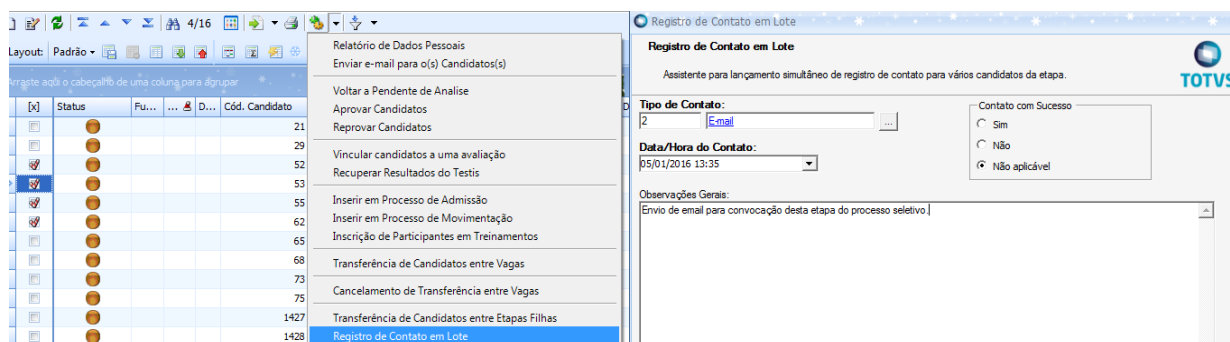 4/16
Layout: Padrão
Arraste aqui o cabeçalho de uma coluna para agrupar
[x] Status Fu... ... D... Cód. Candidato
21
29
52
53
55
62
65
68
73
75
1427
1428
Relatório de Dados Pessoais
Enviar e-mail para o(s) Candidatos(s)
Voltar a Pendente de Analise
Aprovar Candidatos
Reprovar Candidatos
Vincular candidatos a uma avaliação
Recuperar Resultados do Testis
Inserir em Processo de Admissão
Inserir em Processo de Movimentação
Inscrição de Participantes em Treinamentos
Transferência de Candidatos entre Vagas
Cancelamento de Transferência entre Vagas
Transferência de Candidatos entre Etapas Filhas
Registro de Contato em Lote
D
Registro de Contato em Lote
Registro de Contato em Lote
Assistente para lançamento simultâneo de registro de contato para vários candidatos da etapa.
TOTVS
Tipo de Contato:
2 E-mail ...
Data/Hora do Contato:
05/01/2016 13:35
Contato com Sucesso
Sim
Não
Não aplicável
Observações Gerais:
Envio de email para convocação desta etapa do processo seletivo.